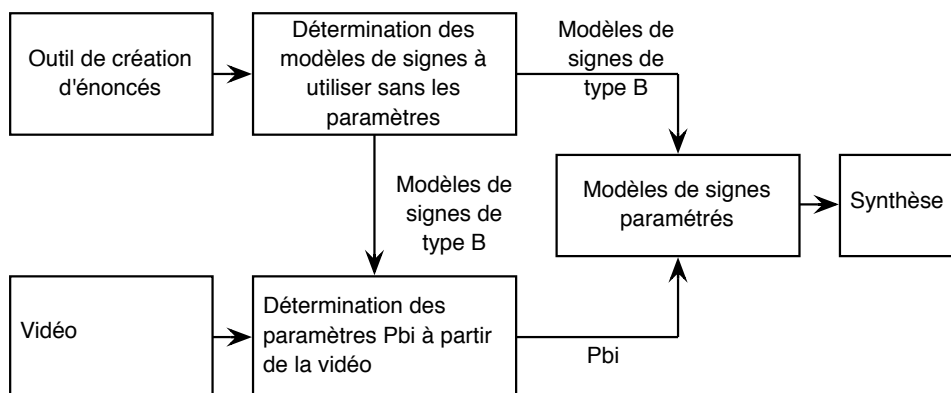 Outil de création
d'énoncés
Détermination des
modèles de signes à
utiliser sans les
paramètres
Modèles de
signes de
type B
Modèles de
signes de
type B
Modèles de signes
paramétrés
Synthèse
Vidéo
Détermination des
paramètres Pbi à partir
de la vidéo
Pbi